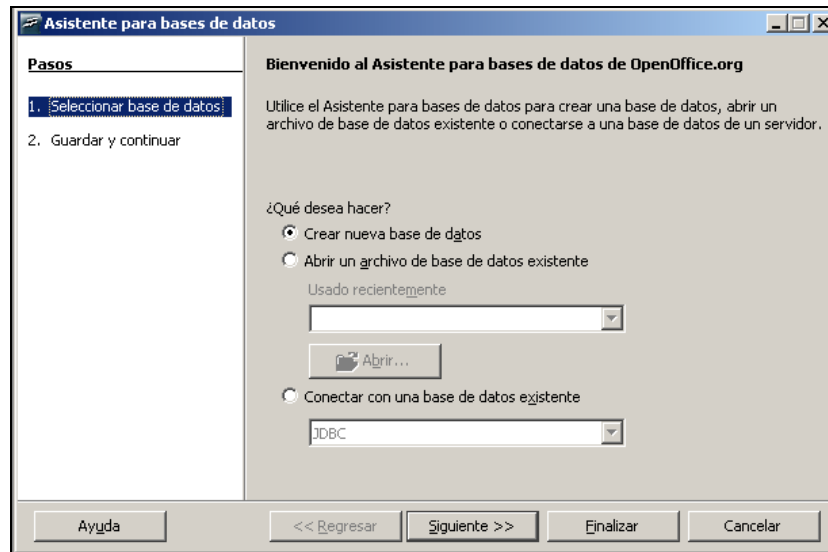 Asistente para bases de datos
Pasos
1. Seleccionar base de datos
2. Guardar y continuar
Bienvenido al Asistente para bases de datos de OpenOffice.org
Utilice el Asistente para bases de datos para crear una base de datos, abrir un
archivo de base de datos existente o conectarse a una base de datos de un servidor.
¿Qué desea hacer?
Crear nueva base de datos
Abrir un archivo de base de datos existente
Usado recientemente
Abrir...
Conectar con una base de datos existente
JDBC
Ayuda
<< Regresar
Siguiente >>
Finalizar
Cancelar